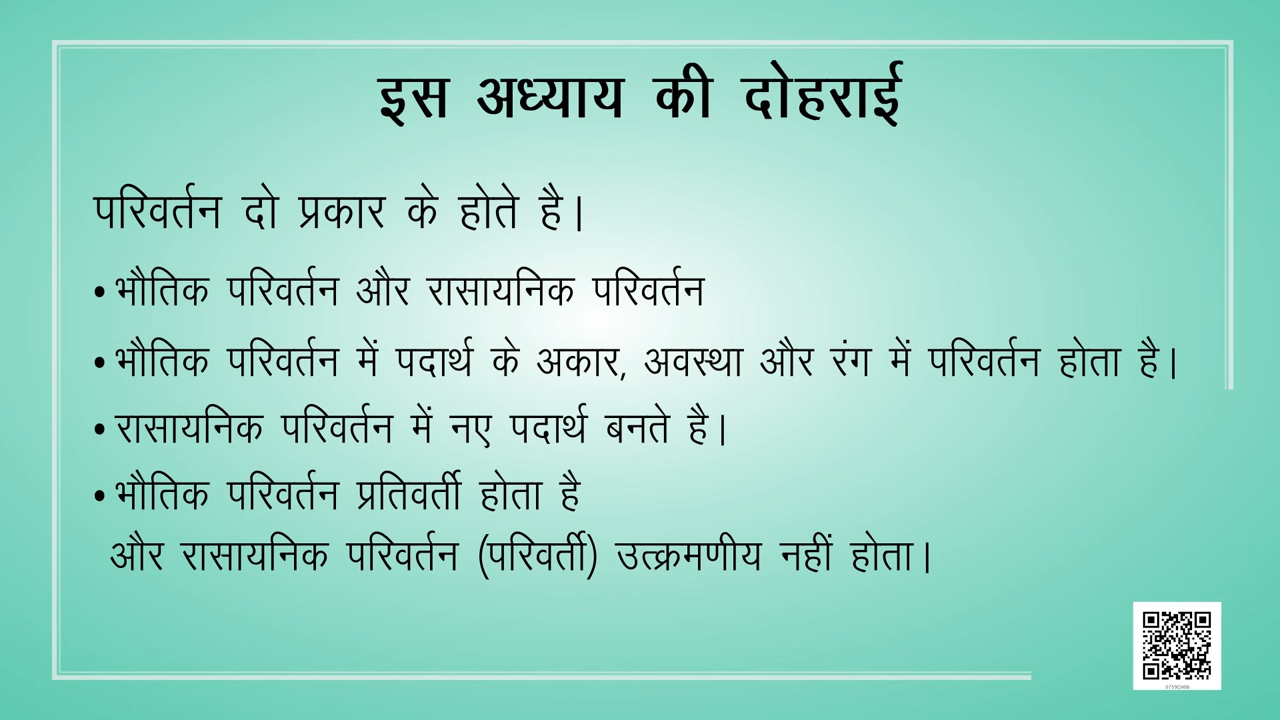 इस अध्याय की दोहराई
परिवर्तन दो प्रकार के होते है।
• भौतिक परिवर्तन और रासायनिक परिवर्तन
• भौतिक परिवर्तन में पदार्थ के अकार, अवस्था और रंग में परिवर्तन होता है।
• रासायनिक परिवर्तन में नए पदार्थ बनते है।
• भौतिक परिवर्तन प्रतिवर्ती होता है
और रासायनिक परिवर्तन (परिवर्ती) उत्क्रमणीय नहीं होता।
0759CH06